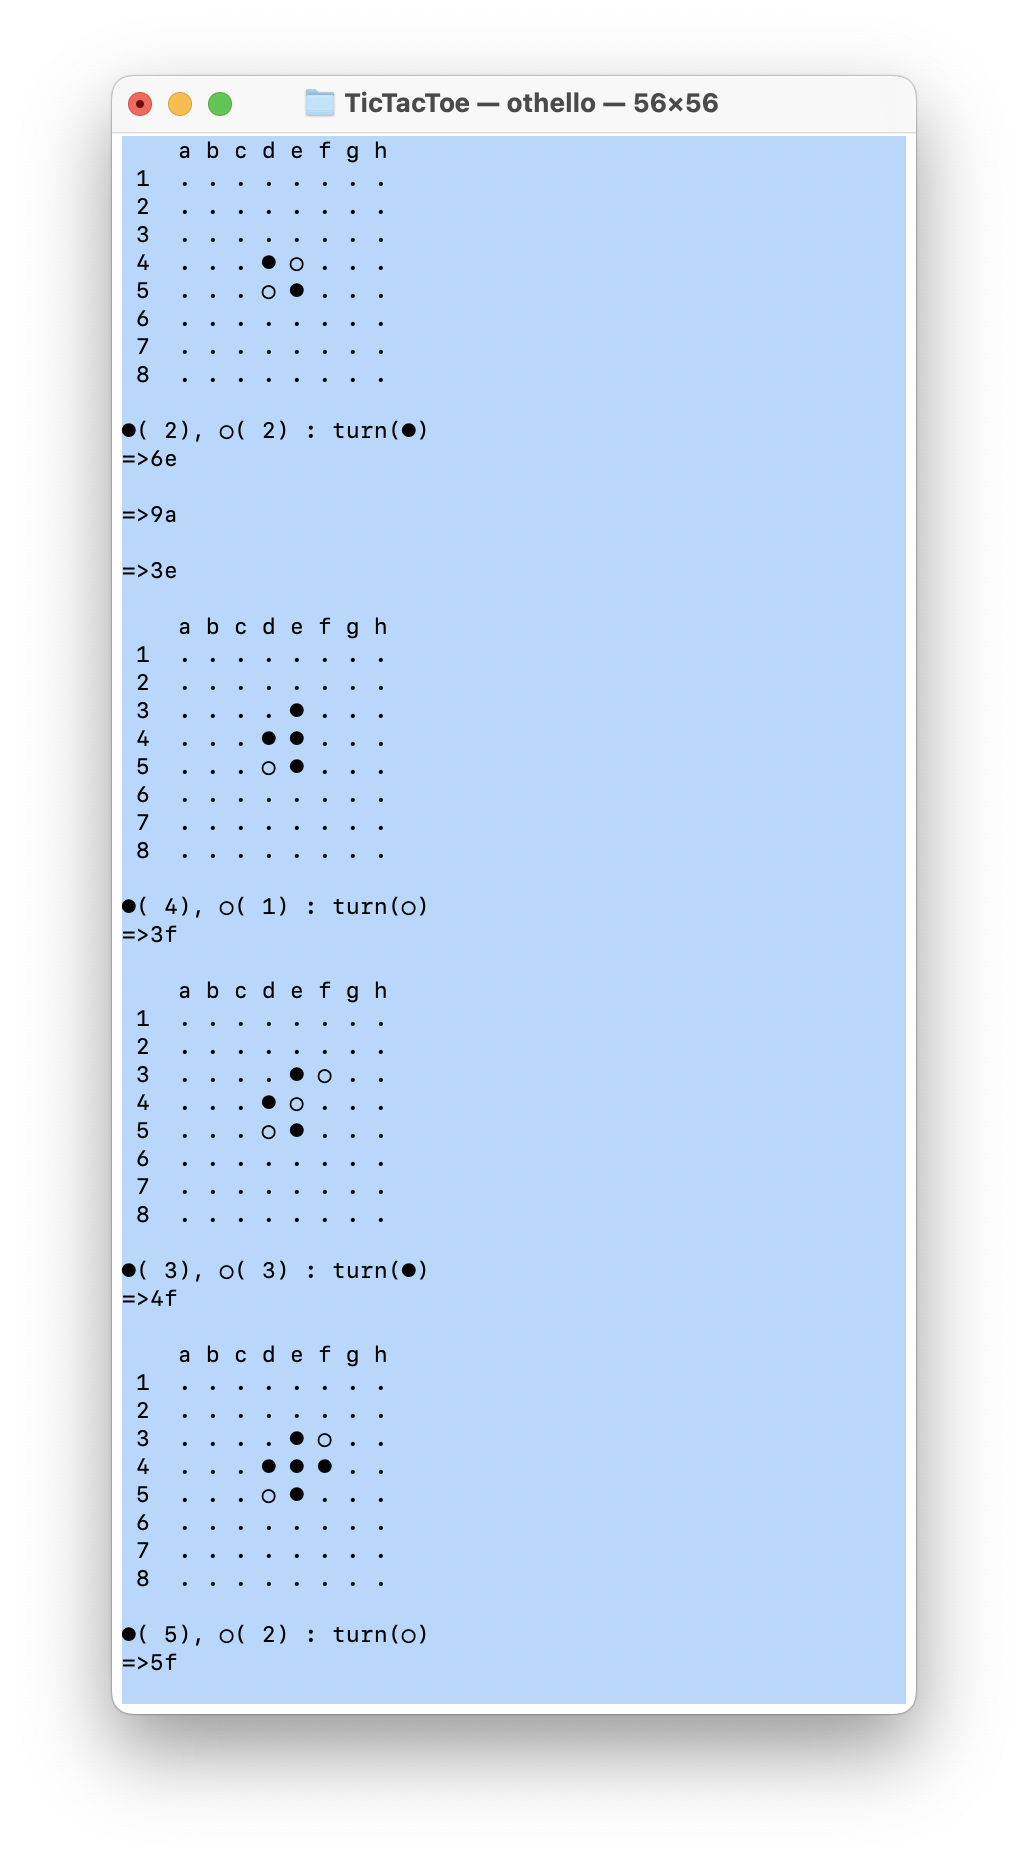 TicTacToe — othello — 56×56
    a b c d e f g h
 1  . . . . . . . .
 2  . . . . . . . .
 3  . . . . . . . .
 4  . . . ● ○ . . .
 5  . . . ○ ● . . .
 6  . . . . . . . .
 7  . . . . . . . .
 8  . . . . . . . .
●( 2), ○( 2) : turn(●)
=>6e
=>9a
=>3e
    a b c d e f g h
 1  . . . . . . . .
 2  . . . . . . . .
 3  . . . . ● . . .
 4  . . . ● ● . . .
 5  . . . ○ ● . . .
 6  . . . . . . . .
 7  . . . . . . . .
 8  . . . . . . . .
●( 4), ○( 1) : turn(○)
=>3f
    a b c d e f g h
 1  . . . . . . . .
 2  . . . . . . . .
 3  . . . . ● ○ . .
 4  . . . ● ○ . . .
 5  . . . ○ ● . . .
 6  . . . . . . . .
 7  . . . . . . . .
 8  . . . . . . . .
●( 3), ○( 3) : turn(●)
=>4f
    a b c d e f g h
 1  . . . . . . . .
 2  . . . . . . . .
 3  . . . . ● ○ . .
 4  . . . ● ● ● . .
 5  . . . ○ ● . . .
 6  . . . . . . . .
 7  . . . . . . . .
 8  . . . . . . . .
●( 5), ○( 2) : turn(○)
=>5f